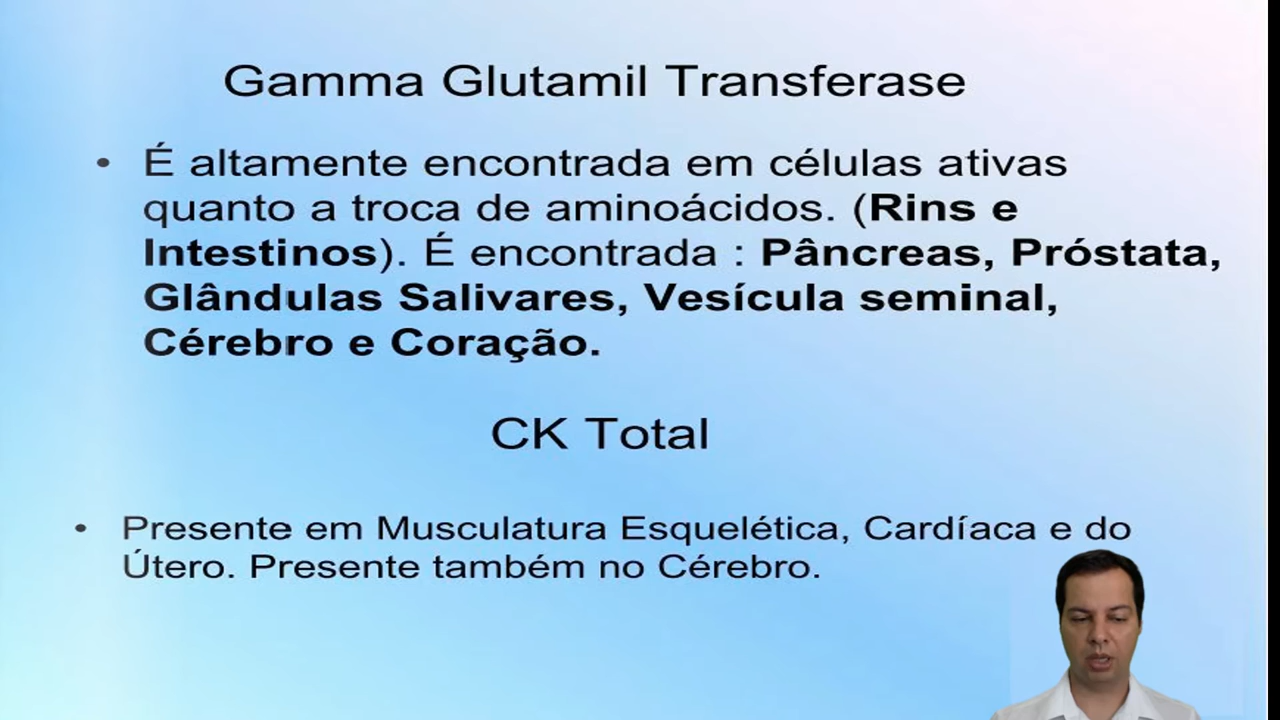 Gamma Glutamil Transferase
• É altamente encontrada em células ativas
quanto a troca de aminoácidos. (Rins e
Intestinos). É encontrada : Pâncreas, Próstata,
Glândulas Salivares, Vesícula seminal,
Cérebro e Coração.
CK Total
• Presente em Musculatura Esquelética, Cardíaca e do
Útero. Presente também no Cérebro.